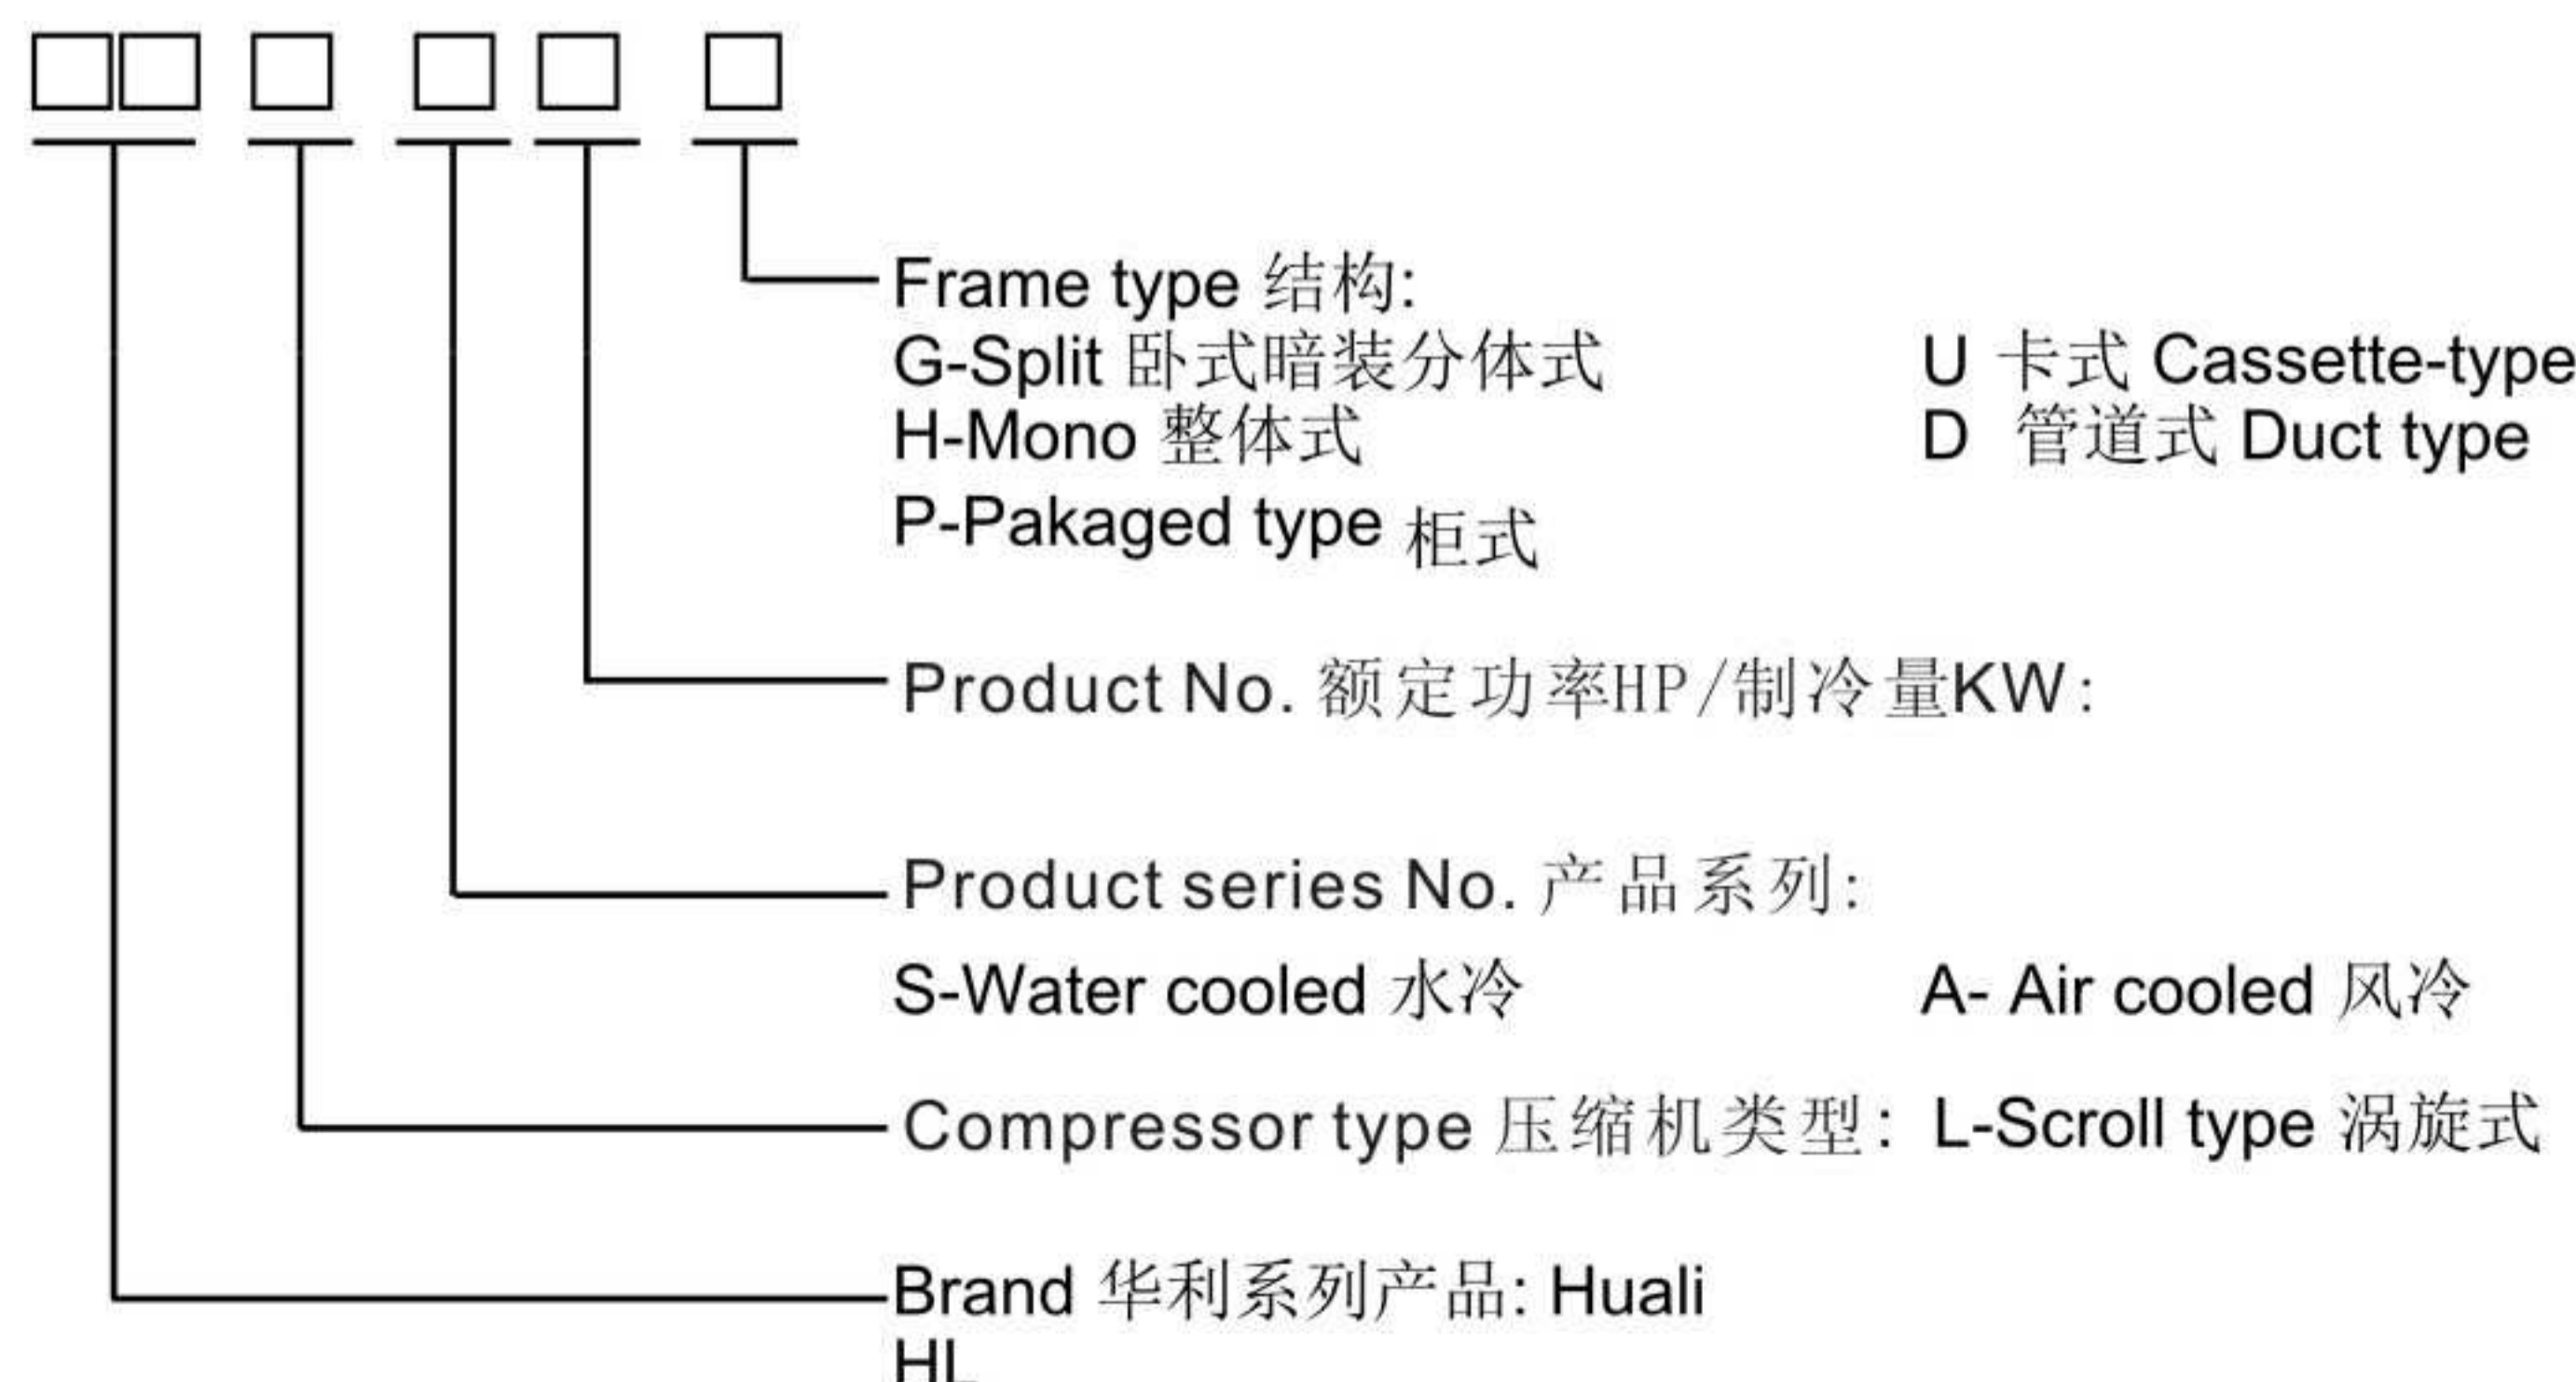 Frame type 结构:
G-Split 卧式暗装分体式 U 卡式 Cassette-type
H-Mono 整体式 D 管道式 Duct type
P-Pakaged type 柜式
Product No. 额定功率HP/制冷量KW:
Product series No. 产品系列:
S-Water cooled 水冷 A- Air cooled 风冷
Compressor type 压缩机类型: L-Scroll type 涡旋式
Brand 华利系列产品: Huali
HL